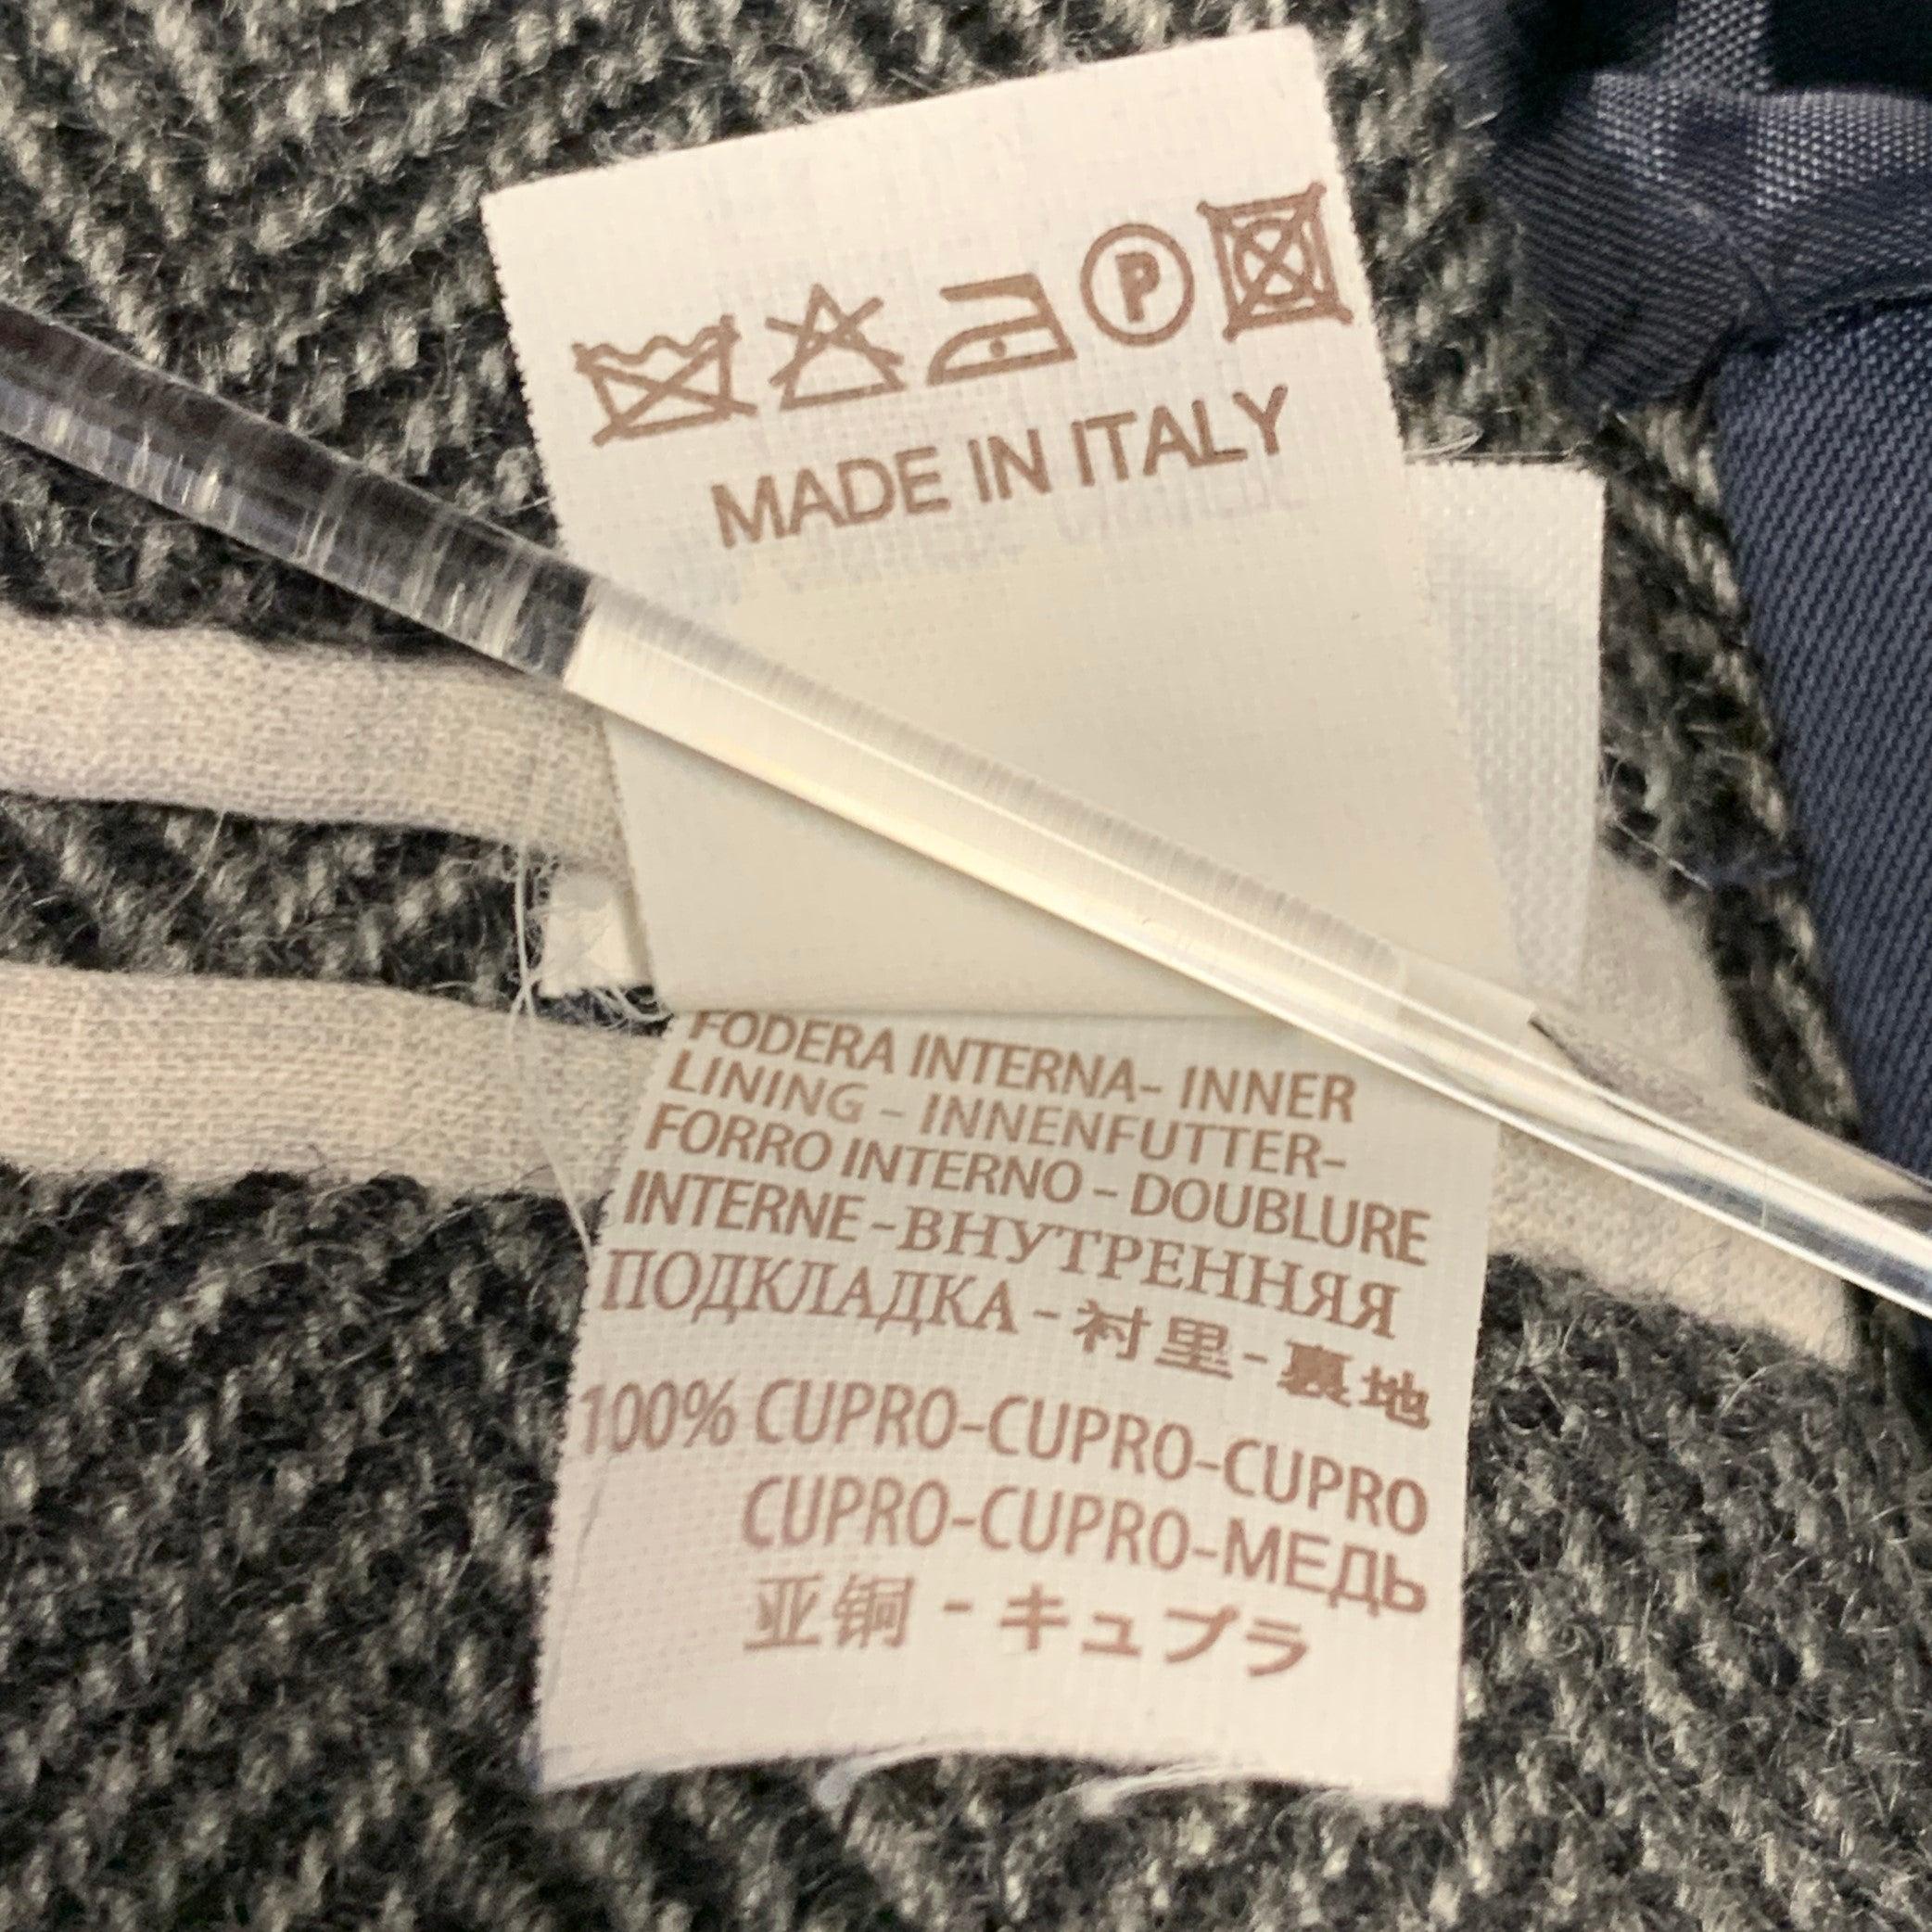 P
MADE IN ITALY
FODERA INTERNA- INNER
LINING – INNENFUTTER-
FORRO INTERNO – DOUBLURE
INTERNE –ВНУТРЕННЯЯ
ПОДКЛАДКА – 衬里-裏地
100% CUPRO-CUPRO-CUPRO
CUPRO-CUPRO-МЕДЬ
亚铜 - キュプラ